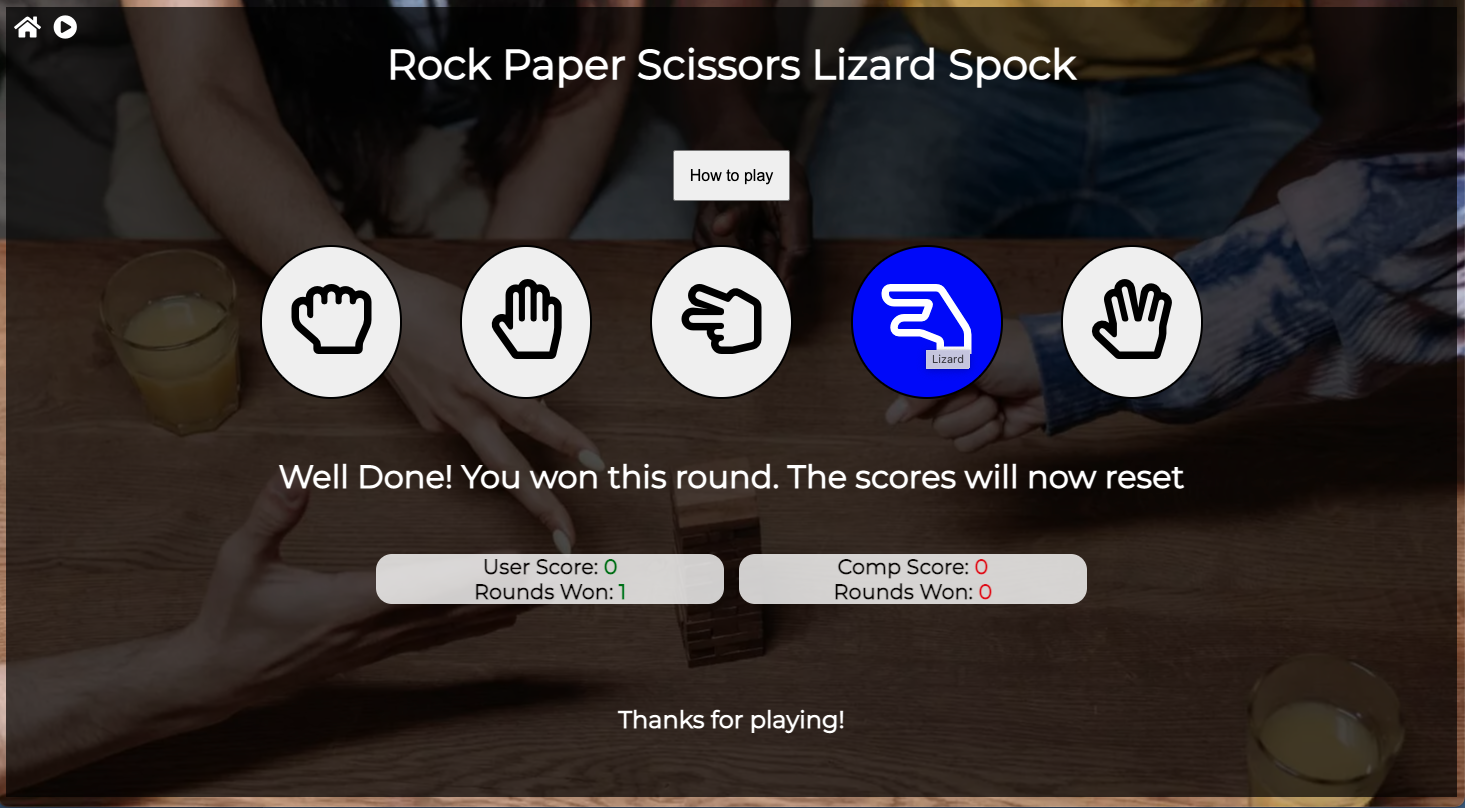 Rock Paper Scissors Lizard Spock
How to play
Lizard
Well Done! You won this round. The scores will now reset
User Score: 0
Rounds Won: 1
Comp Score: 0
Rounds Won: 0
Thanks for playing!